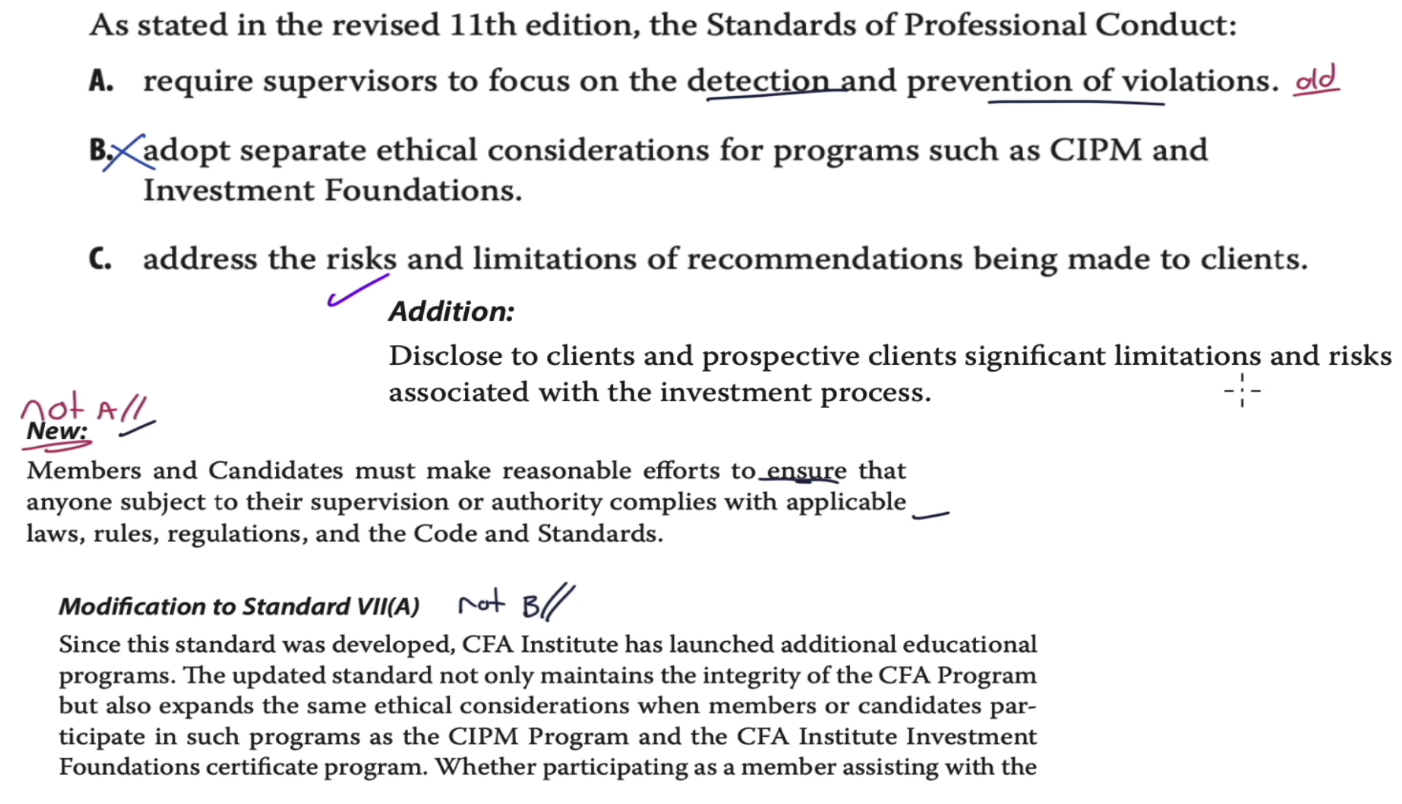 As stated in the revised 11th edition, the Standards of Professional Conduct:
A. require supervisors to focus on the detection and prevention of violations. old
B. adopt separate ethical considerations for programs such as CIPM and
Investment Foundations.
C. address the risks and limitations of recommendations being made to clients.
Addition:
Disclose to clients and prospective clients significant limitations and risks
associated with the investment process.
not A//
New:
Members and Candidates must make reasonable efforts to ensure that
anyone subject to their supervision or authority complies with applicable
laws, rules, regulations, and the Code and Standards.
Modification to Standard VII(A) not B//
Since this standard was developed, CFA Institute has launched additional educational
programs. The updated standard not only maintains the integrity of the CFA Program
but also expands the same ethical considerations when members or candidates par-
ticipate in such programs as the CIPM Program and the CFA Institute Investment
Foundations certificate program. Whether participating as a member assisting with the